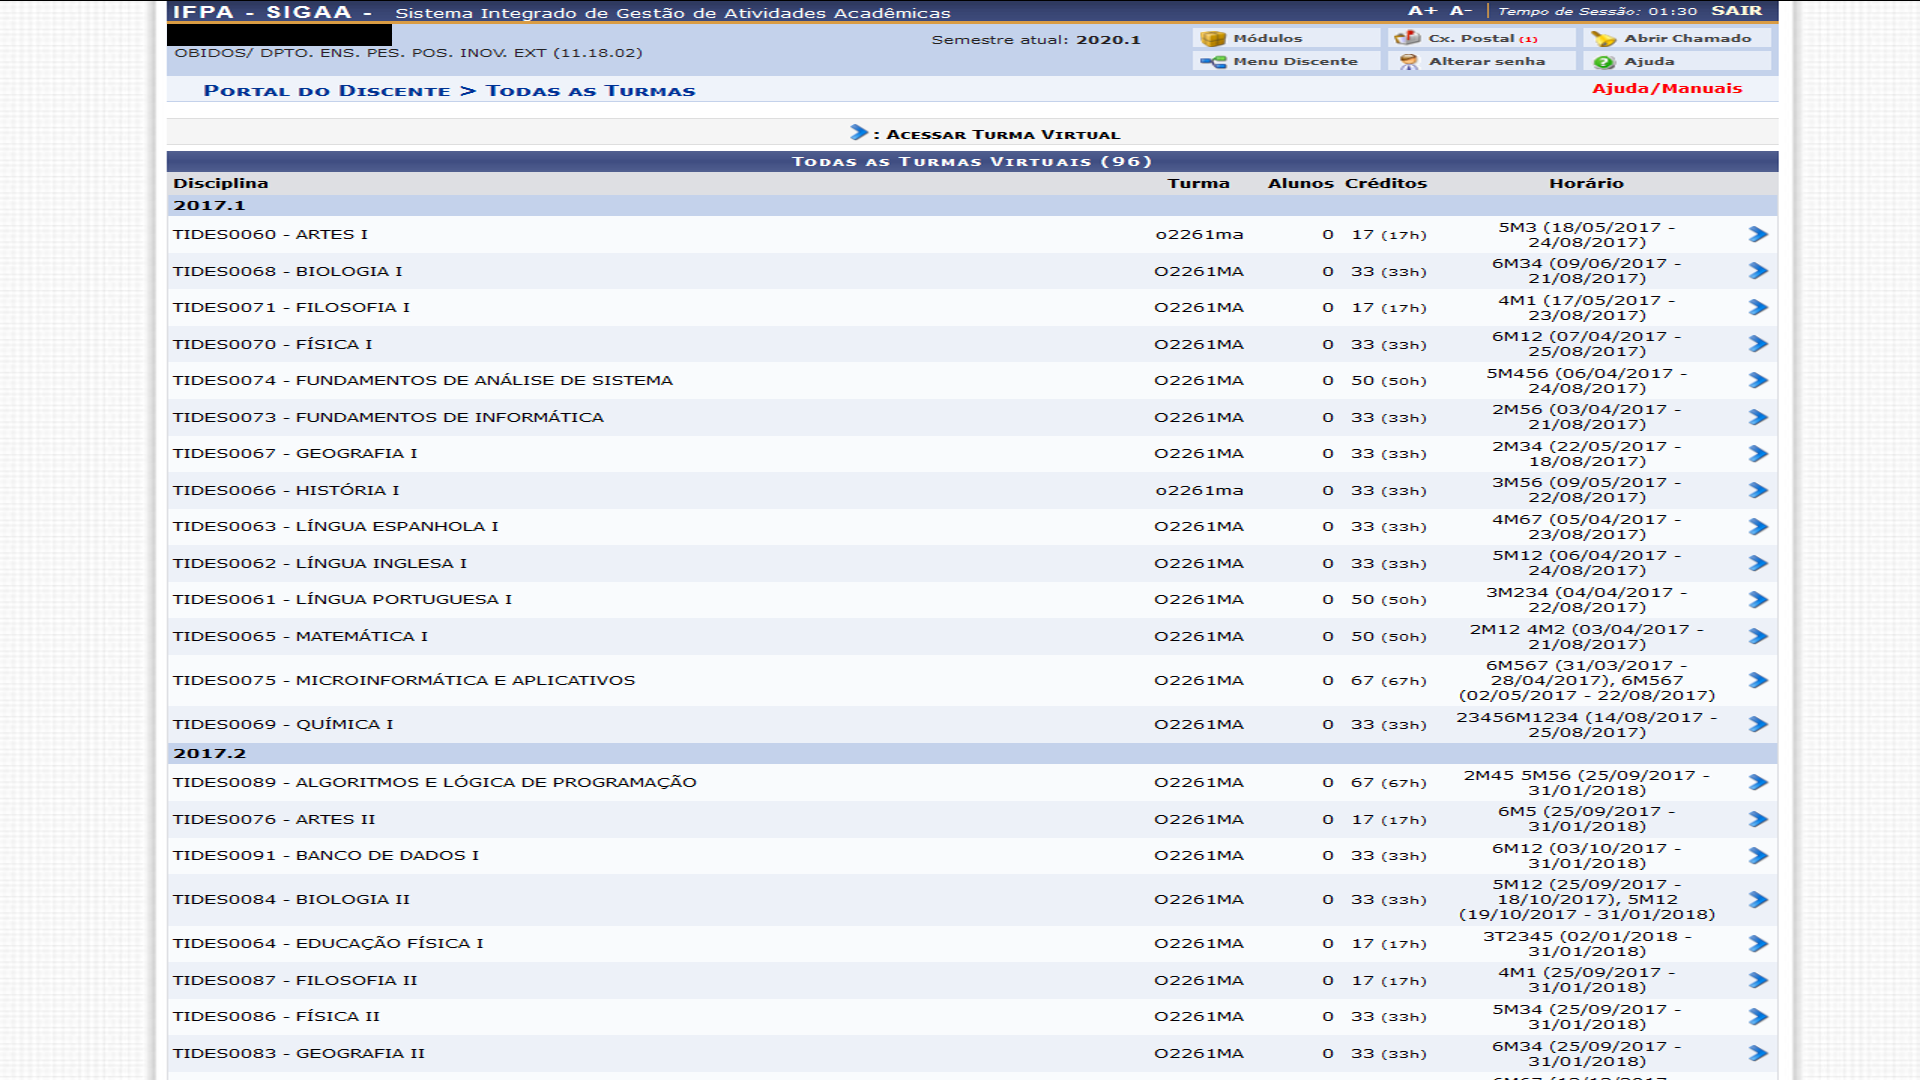 IFPA - SIGAA - Sistema Integrado de Gestão de Atividades Acadêmicas
A+ A- | Tempo de Sessão: 01:30 SAIR
OBIDOS/ DPTO. ENS. PES. POS. INOV. EXT (11.18.02)
Semestre atual: 2020.1
Módulos
Cx. Postal (1)
Abrir Chamado
Menu Discente
Alterar senha
Ajuda
Portal do Discente > Todas as Turmas
Ajuda/Manuais
: Acessar Turma Virtual
Todas as Turmas Virtuais (96)
Disciplina Turma Alunos Créditos Horário
2017.1
TIDES0060 - ARTES I o2261ma 0 17 (17h) 5M3 (18/05/2017 -
24/08/2017)
TIDES0068 - BIOLOGIA I O2261MA 0 33 (33h) 6M34 (09/06/2017 -
21/08/2017)
TIDES0071 - FILOSOFIA I O2261MA 0 17 (17h) 4M1 (17/05/2017 -
23/08/2017)
TIDES0070 - FÍSICA I O2261MA 0 33 (33h) 6M12 (07/04/2017 -
25/08/2017)
TIDES0074 - FUNDAMENTOS DE ANÁLISE DE SISTEMA O2261MA 0 50 (50h) 5M456 (06/04/2017 -
24/08/2017)
TIDES0073 - FUNDAMENTOS DE INFORMÁTICA O2261MA 0 33 (33h) 2M56 (03/04/2017 -
21/08/2017)
TIDES0067 - GEOGRAFIA I O2261MA 0 33 (33h) 2M34 (22/05/2017 -
18/08/2017)
TIDES0066 - HISTÓRIA I o2261ma 0 33 (33h) 3M56 (09/05/2017 -
22/08/2017)
TIDES0063 - LÍNGUA ESPANHOLA I O2261MA 0 33 (33h) 4M67 (05/04/2017 -
23/08/2017)
TIDES0062 - LÍNGUA INGLESA I O2261MA 0 33 (33h) 5M12 (06/04/2017 -
24/08/2017)
TIDES0061 - LÍNGUA PORTUGUESA I O2261MA 0 50 (50h) 3M234 (04/04/2017 -
22/08/2017)
TIDES0065 - MATEMÁTICA I O2261MA 0 50 (50h) 2M12 4M2 (03/04/2017 -
21/08/2017)
TIDES0075 - MICROINFORMÁTICA E APLICATIVOS O2261MA 0 67 (67h) 6M567 (31/03/2017 -
28/04/2017), 6M567
(02/05/2017 - 22/08/2017)
TIDES0069 - QUÍMICA I O2261MA 0 33 (33h) 23456M1234 (14/08/2017 -
25/08/2017)
2017.2
TIDES0089 - ALGORITMOS E LÓGICA DE PROGRAMAÇÃO O2261MA 0 67 (67h) 2M45 5M56 (25/09/2017 -
31/01/2018)
TIDES0076 - ARTES II O2261MA 0 17 (17h) 6M5 (25/09/2017 -
31/01/2018)
TIDES0091 - BANCO DE DADOS I O2261MA 0 33 (33h) 6M12 (03/10/2017 -
31/01/2018)
TIDES0084 - BIOLOGIA II O2261MA 0 33 (33h) 5M12 (25/09/2017 -
18/10/2017), 5M12
(19/10/2017 - 31/01/2018)
TIDES0064 - EDUCAÇÃO FÍSICA I O2261MA 0 17 (17h) 3T2345 (02/01/2018 -
31/01/2018)
TIDES0087 - FILOSOFIA II O2261MA 0 17 (17h) 4M1 (25/09/2017 -
31/01/2018)
TIDES0086 - FÍSICA II O2261MA 0 33 (33h) 5M34 (25/09/2017 -
31/01/2018)
TIDES0083 - GEOGRAFIA II O2261MA 0 33 (33h) 6M34 (25/09/2017 -
31/01/2018)